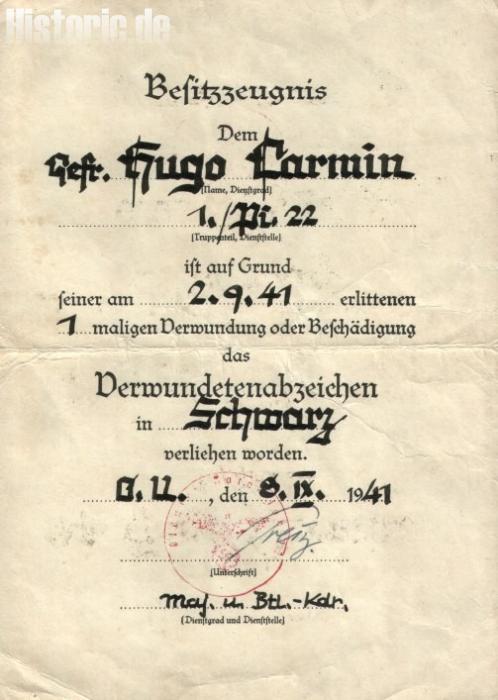 Historic.de
Besitzzeugnis
Dem
Gefr. Hugo Carmin
(Name, Dienstgrad)
1./Pi. 22
(Truppenteil, Dienststelle)
ist auf Grund
seiner am 2.9.41 erlittenen
1 maligen Verwundung oder Beschädigung
das
Verwundetenabzeichen
in Schwarz
verliehen worden.
O.U., den 8.IX. 1941
(Unterschrift)
Maj. u. Btl.-Kdr.
(Dienstgrad und Dienststelle)